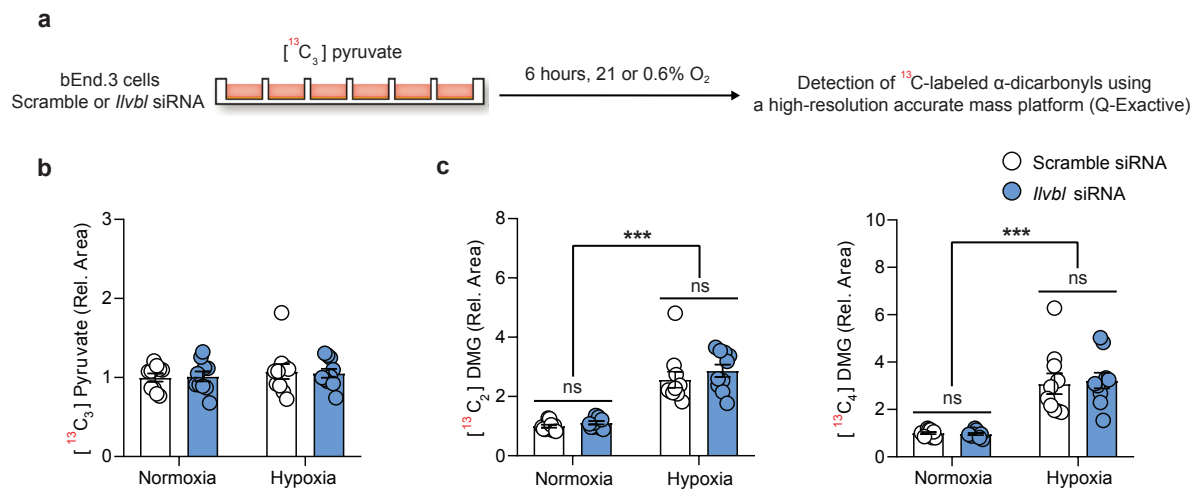 a
[¹³C₃] pyruvate
bEnd.3 cells
Scramble or Ilvbl siRNA
6 hours, 21 or 0.6% O₂
Detection of ¹³C-labeled α-dicarbonyls using
a high-resolution accurate mass platform (Q-Exactive)
Scramble siRNA
Ilvbl siRNA
b
[¹³C₃] Pyruvate (Rel. Area)
3
2
1
0
Normoxia
Hypoxia
c
[¹³C₂] DMG (Rel. Area)
8
6
4
2
0
***
ns
ns
Normoxia
Hypoxia
[¹³C₄] DMG (Rel. Area)
10
8
6
4
2
0
***
ns
ns
Normoxia
Hypoxia